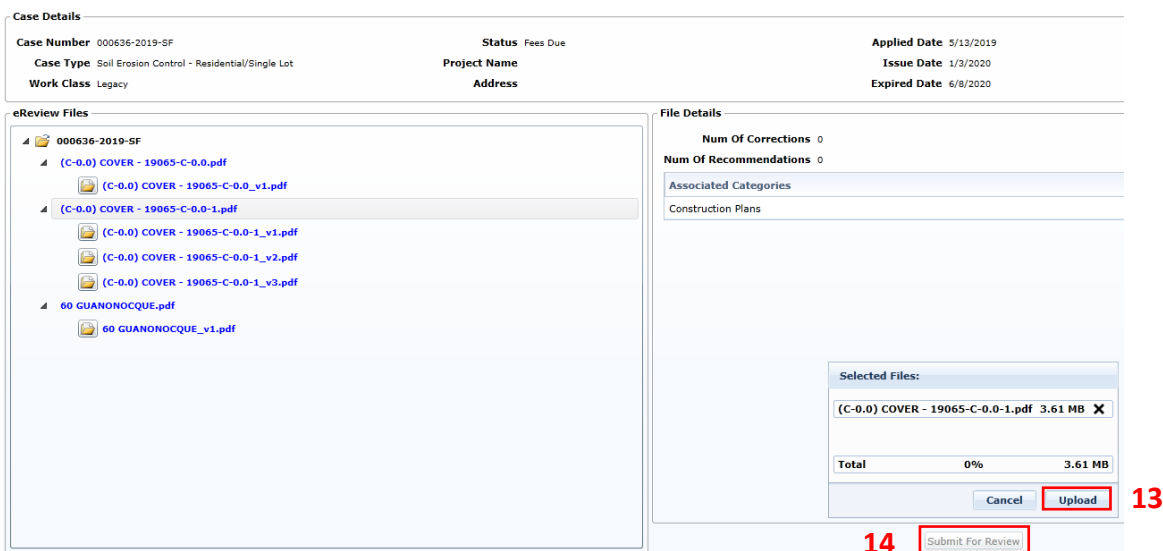 Case Details
Case Number 000636-2019-SF Status Fees Due Applied Date 5/13/2019
Case Type Soil Erosion Control - Residential/Single Lot Project Name Issue Date 1/3/2020
Work Class Legacy Address Expired Date 6/8/2020
eReview Files
000636-2019-SF
(C-0.0) COVER - 19065-C-0.0.pdf
(C-0.0) COVER - 19065-C-0.0_v1.pdf
(C-0.0) COVER - 19065-C-0.0-1.pdf
(C-0.0) COVER - 19065-C-0.0-1_v1.pdf
(C-0.0) COVER - 19065-C-0.0-1_v2.pdf
(C-0.0) COVER - 19065-C-0.0-1_v3.pdf
60 GUANONOCQUE.pdf
60 GUANONOCQUE_v1.pdf
File Details
Num Of Corrections 0
Num Of Recommendations 0
Associated Categories
Construction Plans
Selected Files:
(C-0.0) COVER - 19065-C-0.0-1.pdf 3.61 MB X
Total 0% 3.61 MB
Cancel Upload 13
14 Submit For Review